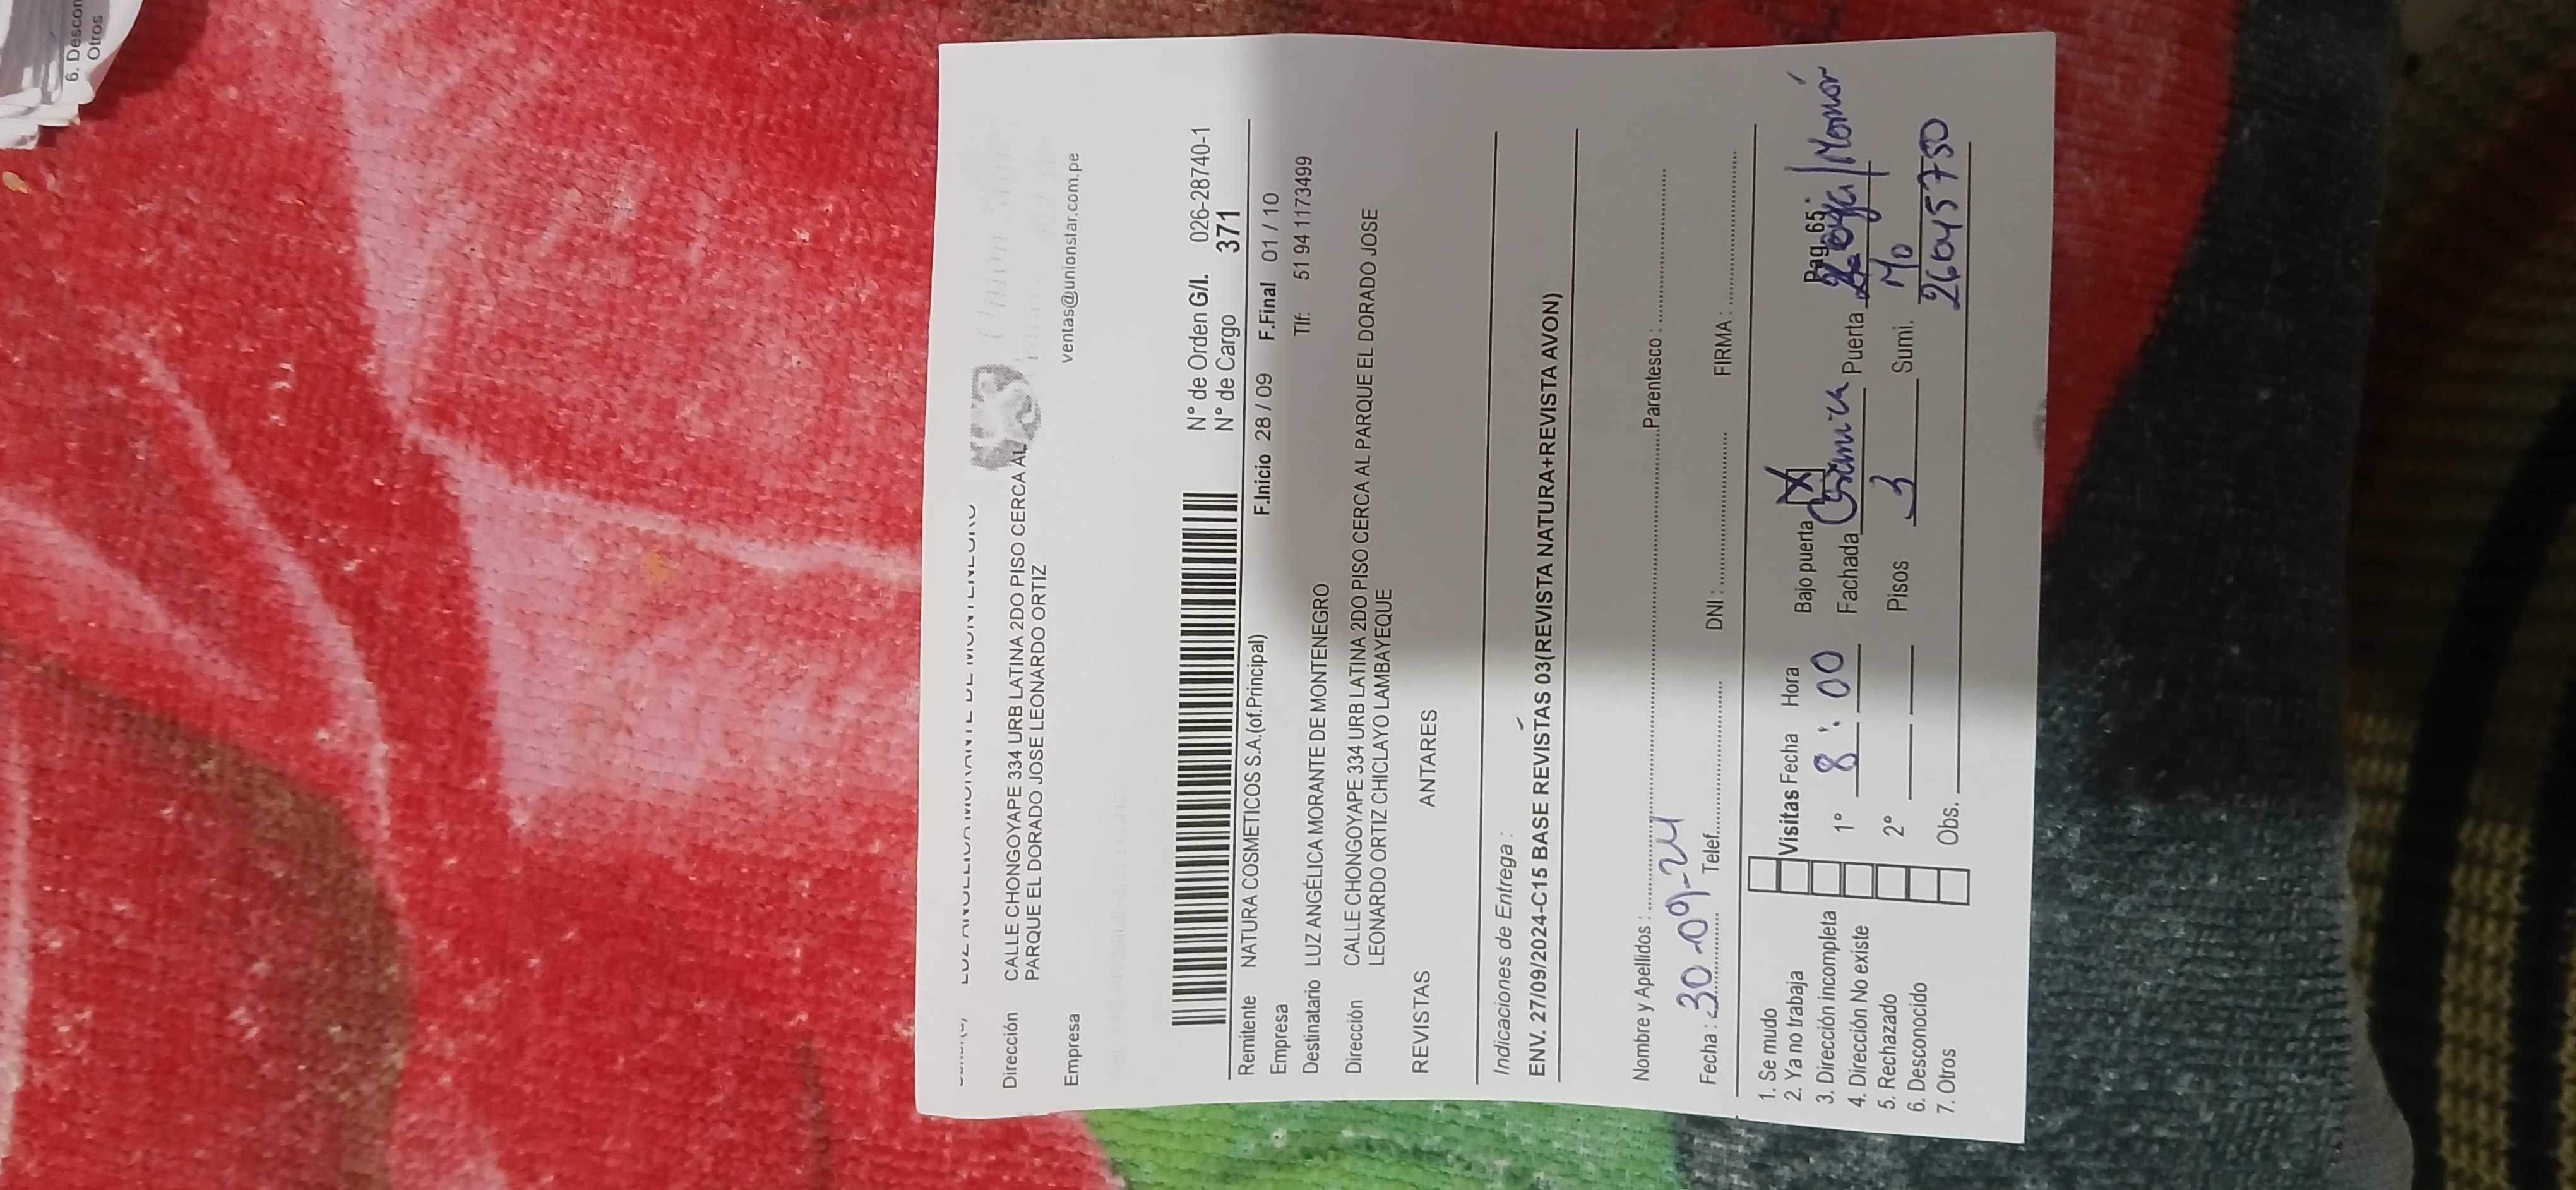 6. Descon
Otros
LUZ ANGÉLICA MORANTE DE MONTENEGRO
Dirección CALLE CHONGOYAPE 334 URB LATINA 2DO PISO CERCA AL
PARQUE EL DORADO JOSE LEONARDO ORTIZ
Empresa ventas@unionstar.com.pe
N° de Orden G/I. 026-28740-1
N° de Cargo 371
Remitente NATURA COSMETICOS S.A.(of.Principal) F.Inicio 28 / 09 F.Final 01 / 10
Empresa
Destinatario LUZ ANGÉLICA MORANTE DE MONTENEGRO Tlf: 51 94 1173499
Dirección CALLE CHONGOYAPE 334 URB LATINA 2DO PISO CERCA AL PARQUE EL DORADO JOSE
LEONARDO ORTIZ CHICLAYO LAMBAYEQUE
REVISTAS ANTARES
Indicaciones de Entrega :
ENV. 27/09/2024-C15 BASE REVISTAS 03(REVISTA NATURA+REVISTA AVON)
Nombre y Apellidos : Parentesco :
Fecha : 30-09-24 Telef. DNI : FIRMA :
1. Se mudo
2. Ya no trabaja
3. Dirección incompleta
4. Dirección No existe
5. Rechazado
6. Desconocido
7. Otros
Visitas Fecha Hora Bajo puerta X Pag. 65
1° 8:00 Fachada Puerta
2° Pisos 3 Sumi. 26045750
Obs.